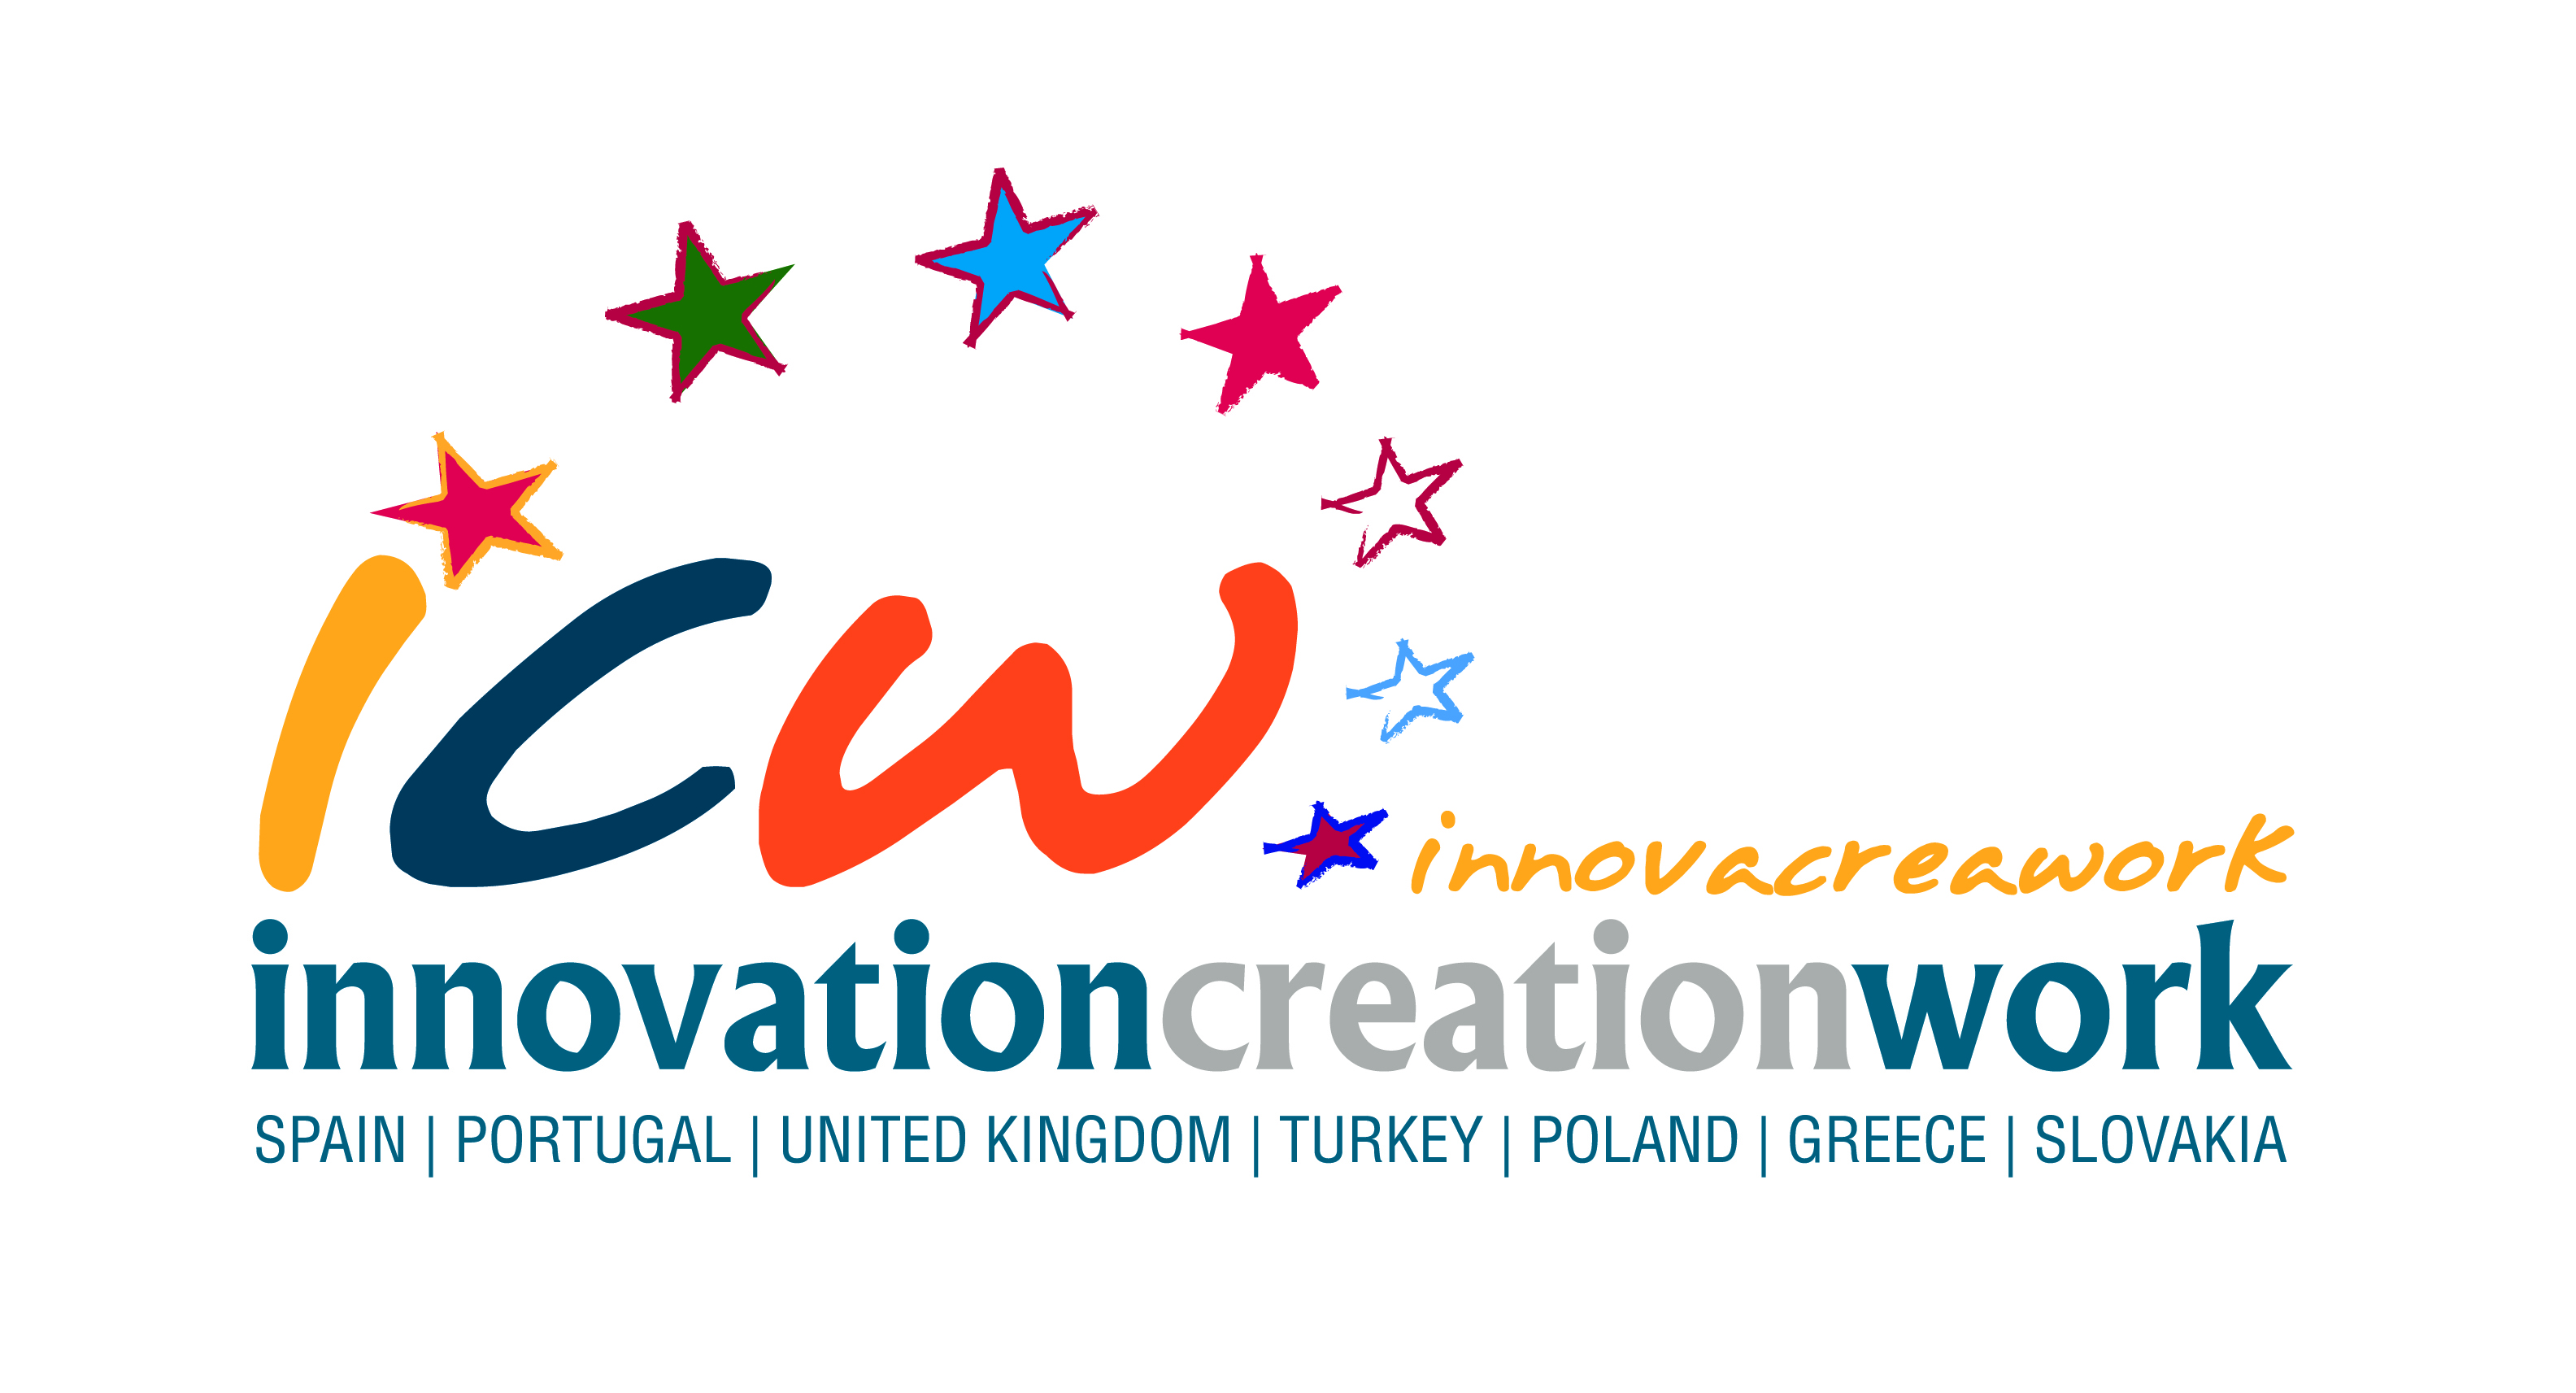 icw
innovacreawork
innovationcreationwork
SPAIN | PORTUGAL | UNITED KINGDOM | TURKEY | POLAND | GREECE | SLOVAKIA